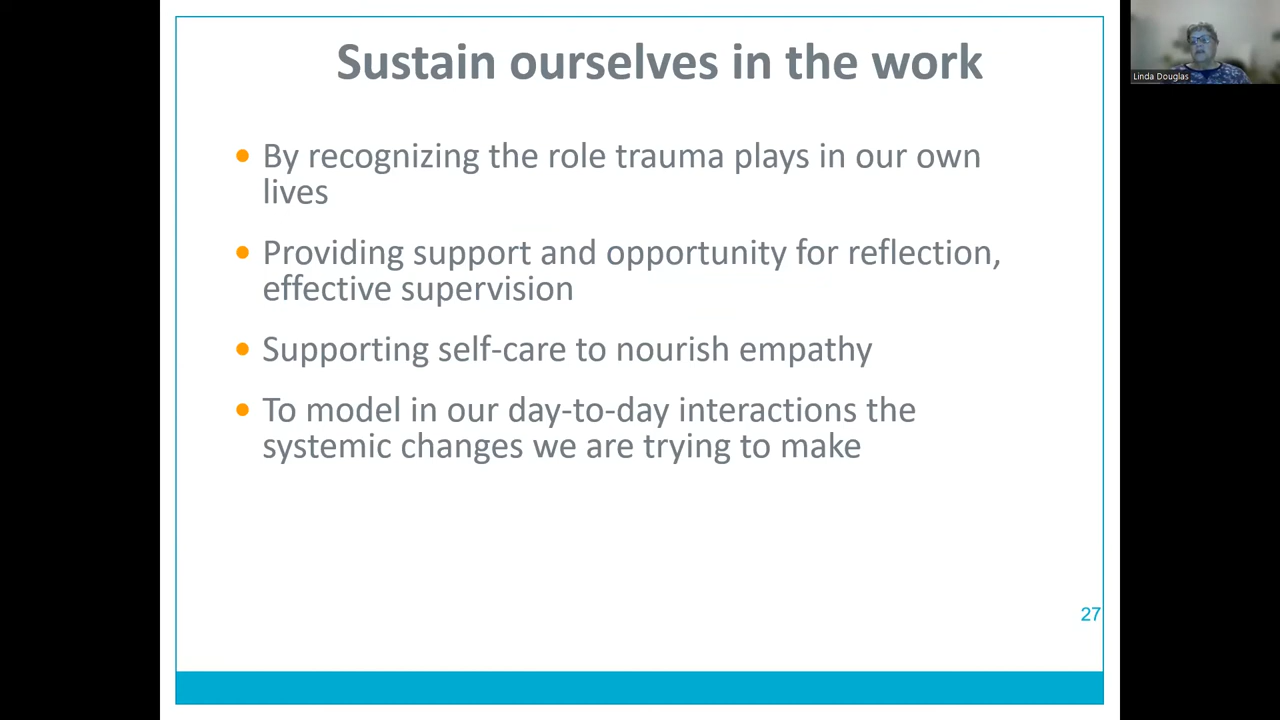 Sustain ourselves in the work
• By recognizing the role trauma plays in our own
lives
• Providing support and opportunity for reflection,
effective supervision
• Supporting self-care to nourish empathy
• To model in our day-to-day interactions the
systemic changes we are trying to make
27
Linda Douglas